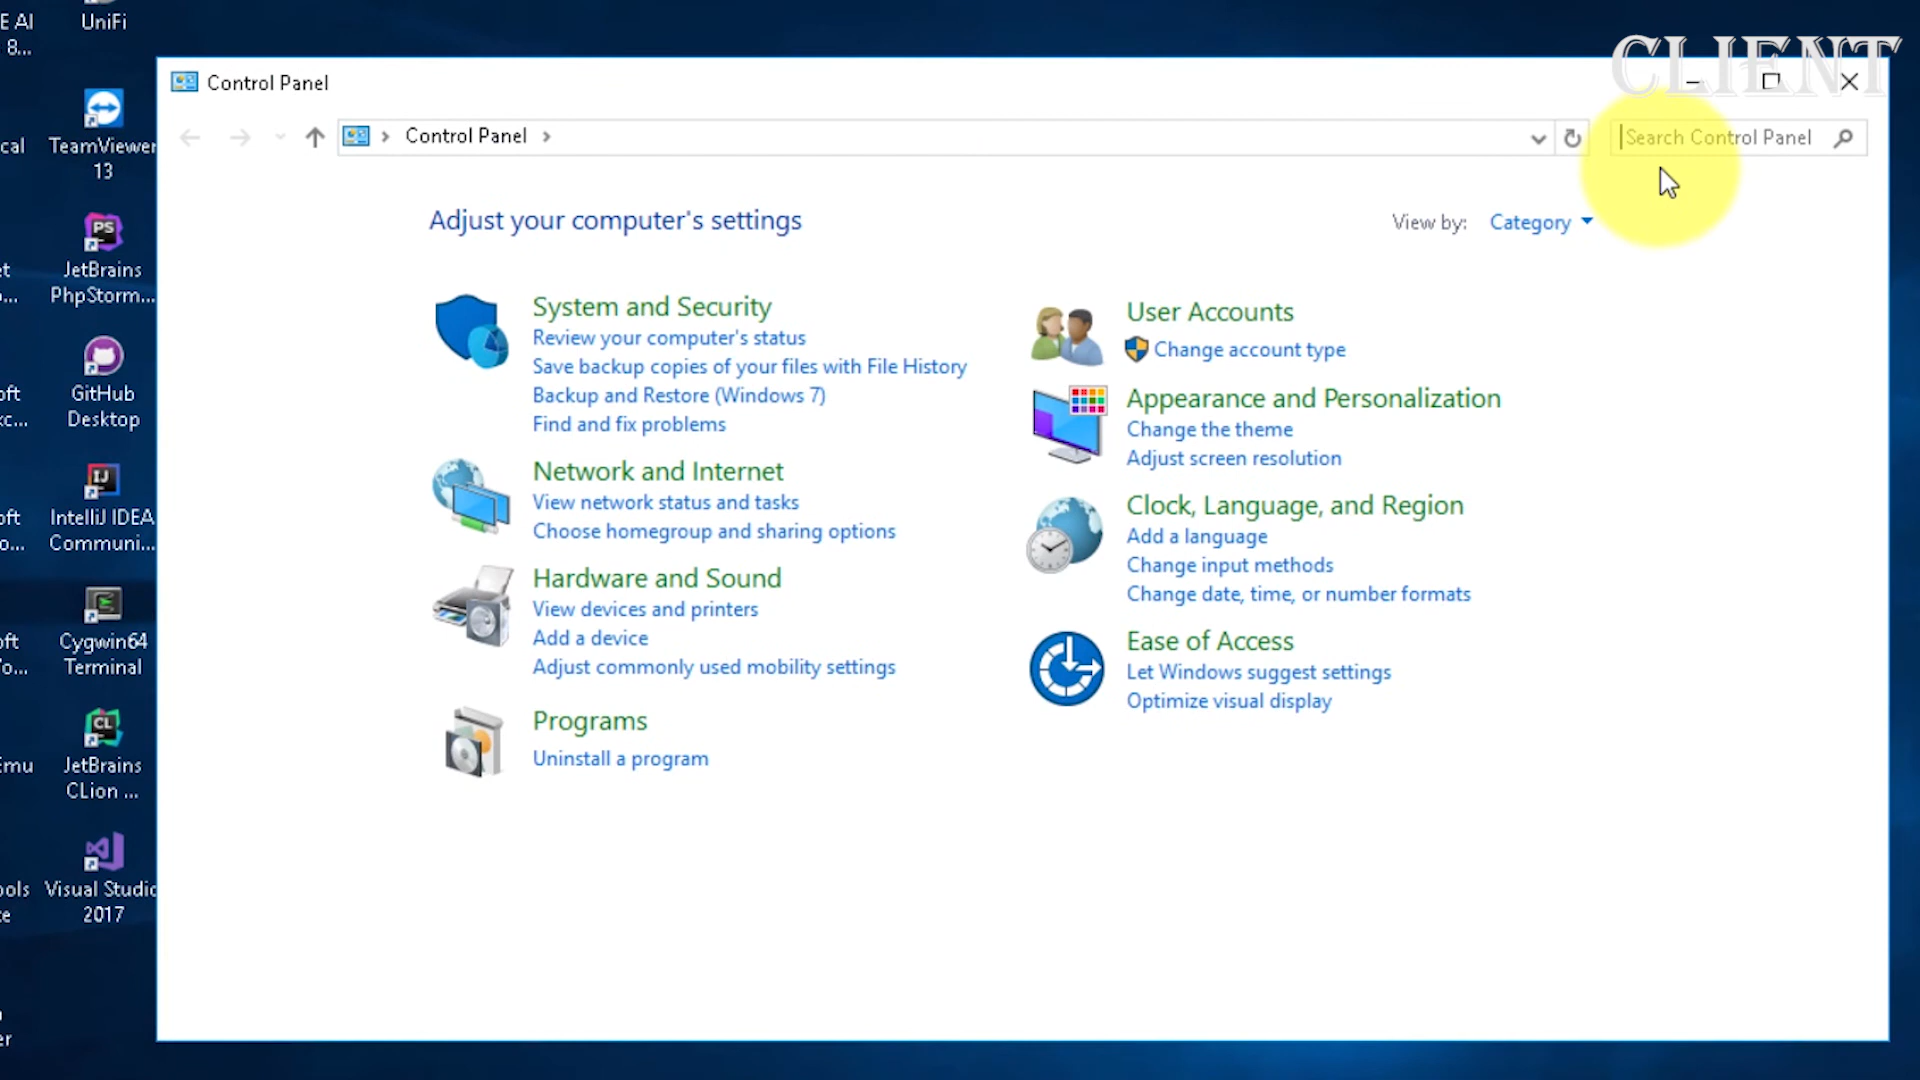 E AI
8...
UniFi
CLIENT
Control Panel
Control Panel
Search Control Panel
cal
TeamViewer
13
Adjust your computer's settings
View by:
Category
et
...
JetBrains
PhpStorm...
PS
System and Security
Review your computer's status
Save backup copies of your files with File History
Backup and Restore (Windows 7)
Find and fix problems
User Accounts
Change account type
oft
GitHub
Desktop
Appearance and Personalization
Change the theme
Adjust screen resolution
Network and Internet
View network status and tasks
Choose homegroup and sharing options
Clock, Language, and Region
Add a language
Change input methods
Change date, time, or number formats
IJ
oft
o...
IntelliJ IDEA
Communi...
Hardware and Sound
View devices and printers
Add a device
Adjust commonly used mobility settings
Ease of Access
Let Windows suggest settings
Optimize visual display
oft
Cygwin64
Terminal
Programs
Uninstall a program
CL
Emu
JetBrains
CLion ...
ools
te
Visual Studio
2017
er